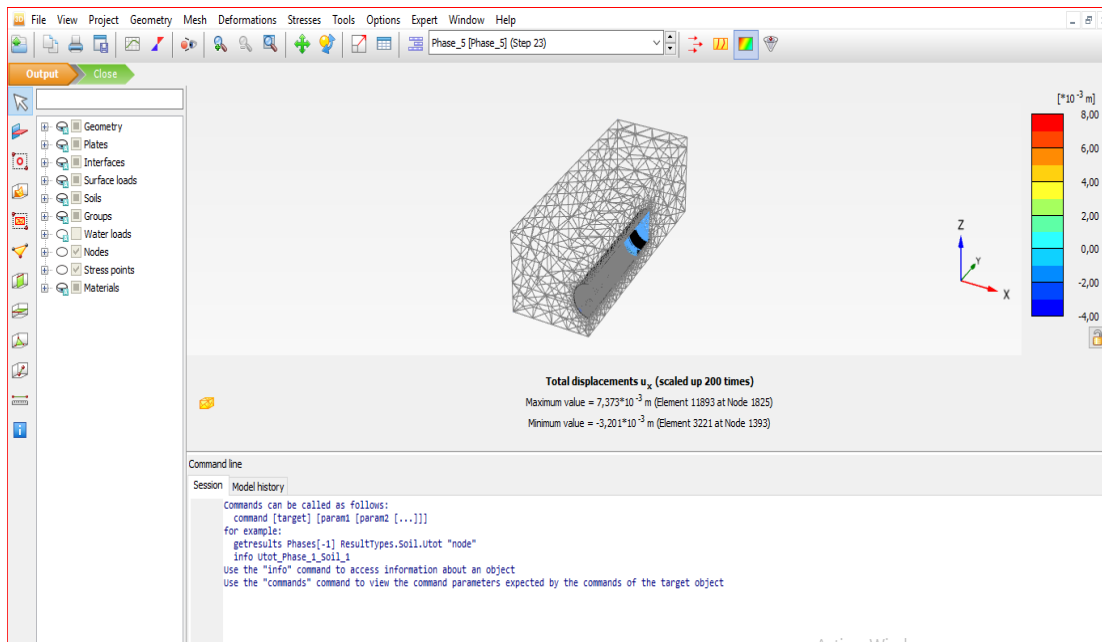 File View Project Geometry Mesh Deformations Stresses Tools Options Expert Window Help
Phase_5 [Phase_5] (Step 23)
Output Close
Geometry
Plates
Interfaces
Surface loads
Soils
Groups
Water loads
Nodes
Stress points
Materials
[*10 -3 m]
8,00
6,00
4,00
2,00
0,00
-2,00
-4,00
Z
Y
X
Total displacements ux (scaled up 200 times)
Maximum value = 7,373*10 -3 m (Element 11893 at Node 1825)
Minimum value = -3,201*10 -3 m (Element 3221 at Node 1393)
Command line
Session Model history
Commands can be called as follows:
command [target] [param1 [param2 [...]]]
for example:
getresults Phases[-1] ResultTypes.Soil.Utot "node"
info Utot_Phase_1_Soil_1
Use the "info" command to access information about an object
Use the "commands" command to view the command parameters expected by the commands of the target object